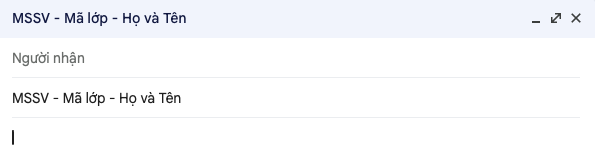 MSSV - Mã lớp - Họ và Tên
Người nhận
MSSV - Mã lớp - Họ và Tên